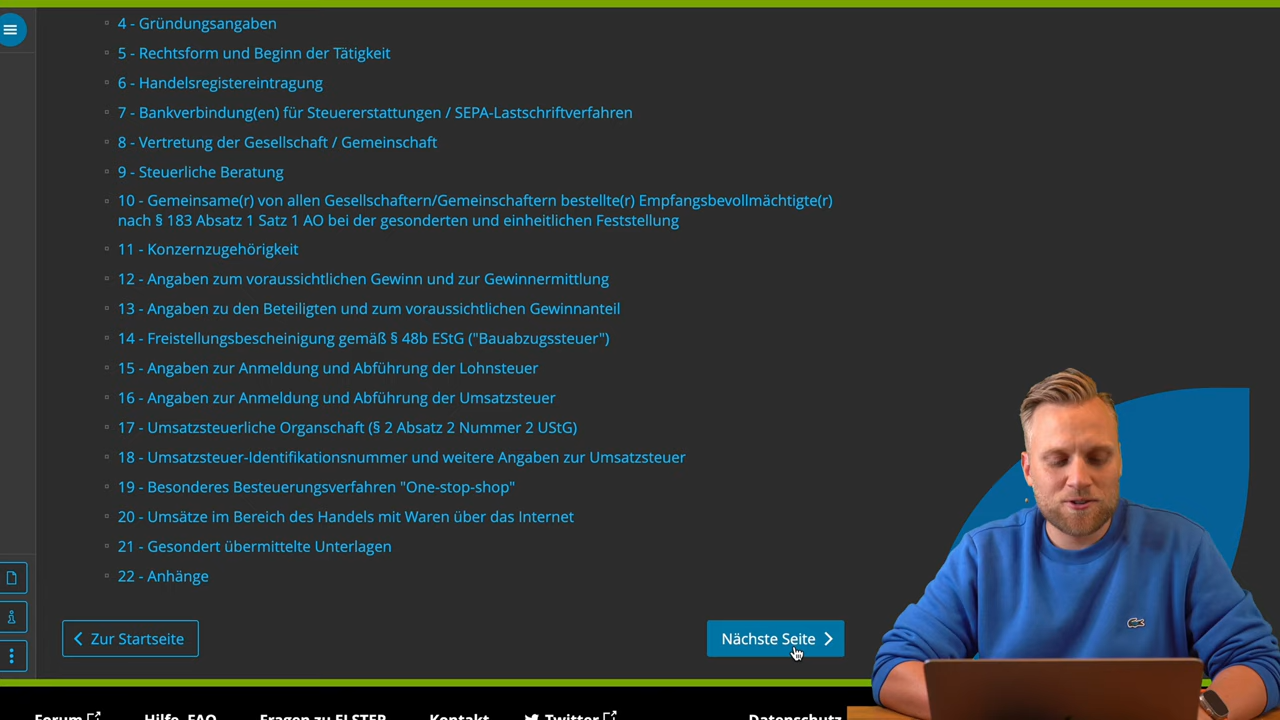 4 - Gründungsangaben
5 - Rechtsform und Beginn der Tätigkeit
6 - Handelsregistereintragung
7 - Bankverbindung(en) für Steuererstattungen / SEPA-Lastschriftverfahren
8 - Vertretung der Gesellschaft / Gemeinschaft
9 - Steuerliche Beratung
10 - Gemeinsame(r) von allen Gesellschaftern/Gemeinschaftern bestellte(r) Empfangsbevollmächtigte(r)
nach § 183 Absatz 1 Satz 1 AO bei der gesonderten und einheitlichen Feststellung
11 - Konzernzugehörigkeit
12 - Angaben zum voraussichtlichen Gewinn und zur Gewinnermittlung
13 - Angaben zu den Beteiligten und zum voraussichtlichen Gewinnanteil
14 - Freistellungsbescheinigung gemäß § 48b EStG ("Bauabzugssteuer")
15 - Angaben zur Anmeldung und Abführung der Lohnsteuer
16 - Angaben zur Anmeldung und Abführung der Umsatzsteuer
17 - Umsatzsteuerliche Organschaft (§ 2 Absatz 2 Nummer 2 UStG)
18 - Umsatzsteuer-Identifikationsnummer und weitere Angaben zur Umsatzsteuer
19 - Besonderes Besteuerungsverfahren "One-stop-shop"
20 - Umsätze im Bereich des Handels mit Waren über das Internet
21 - Gesondert übermittelte Unterlagen
22 - Anhänge
Zur Startseite
Nächste Seite
Forum Hilfe, FAQ Fragen zu ELSTER Kontakt Twitter Datenschutz